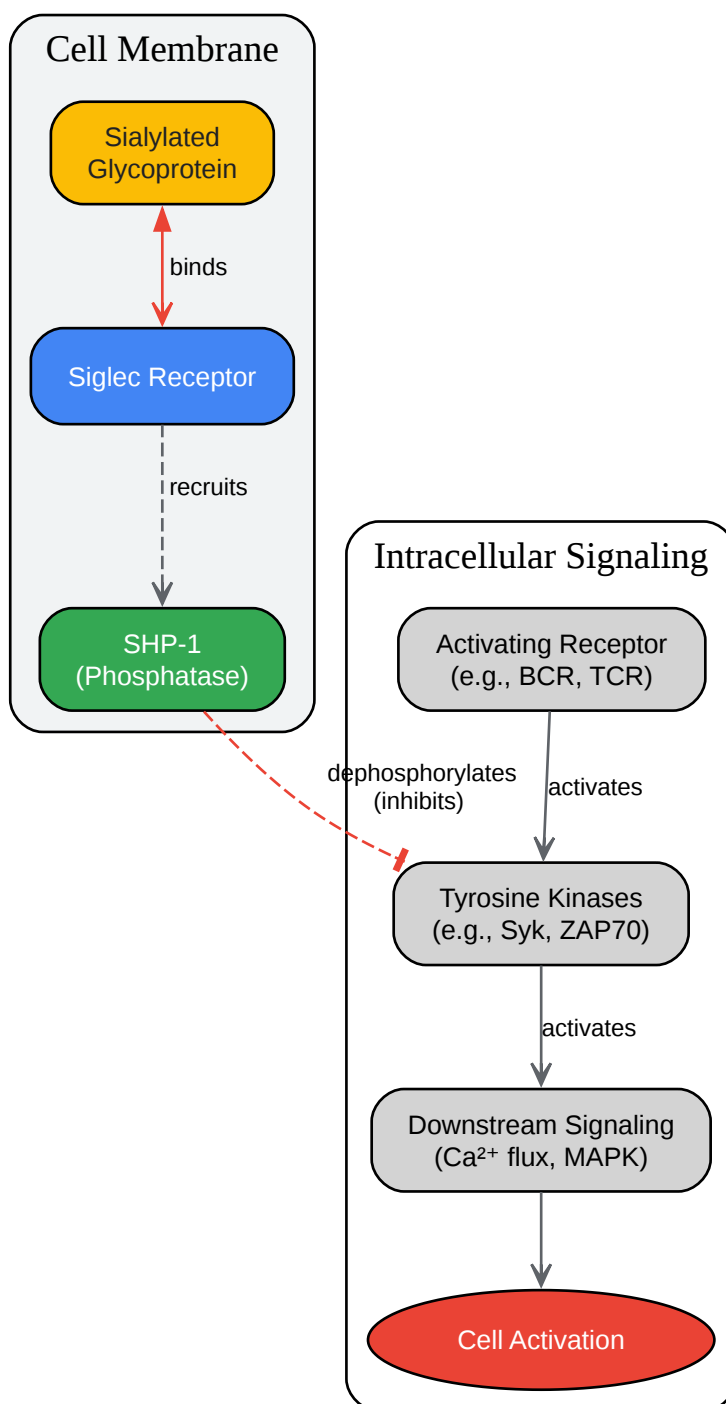 Cell Membrane
Sialylated
Glycoprotein
binds
Siglec Receptor
recruits
SHP-1
(Phosphatase)
Intracellular Signaling
Activating Receptor
(e.g., BCR, TCR)
dephosphorylates
(inhibits)
activates
Tyrosine Kinases
(e.g., Syk, ZAP70)
activates
Downstream Signaling
(Ca²⁺ flux, MAPK)
Cell Activation